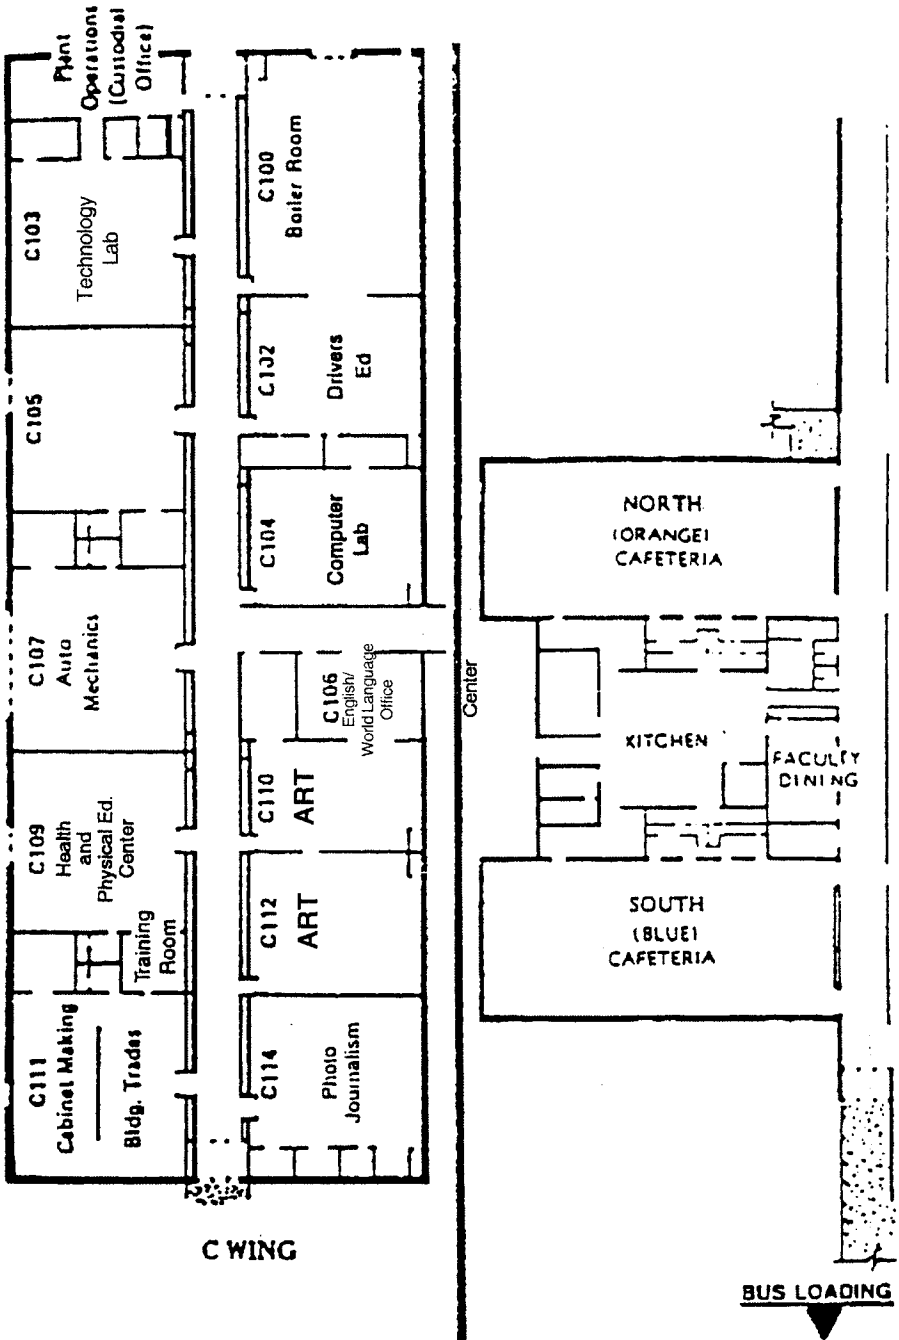 Plant
Operations
(Custodial
Office)
C103
Technology
Lab
C100
Boiler Room
C105
C102
Drivers
Ed
C104
Computer
Lab
C107
Auto
Mechanics
C106
English/
World Language
Office
C109
Health
and
Physical Ed.
Center
C110
ART
Training
Room
C112
ART
C111
Cabinet Making
Bldg. Trades
C114
Photo
Journalism
C WING
Center
NORTH
(ORANGE)
CAFETERIA
KITCHEN
FACULTY
DINING
SOUTH
(BLUE)
CAFETERIA
BUS LOADING